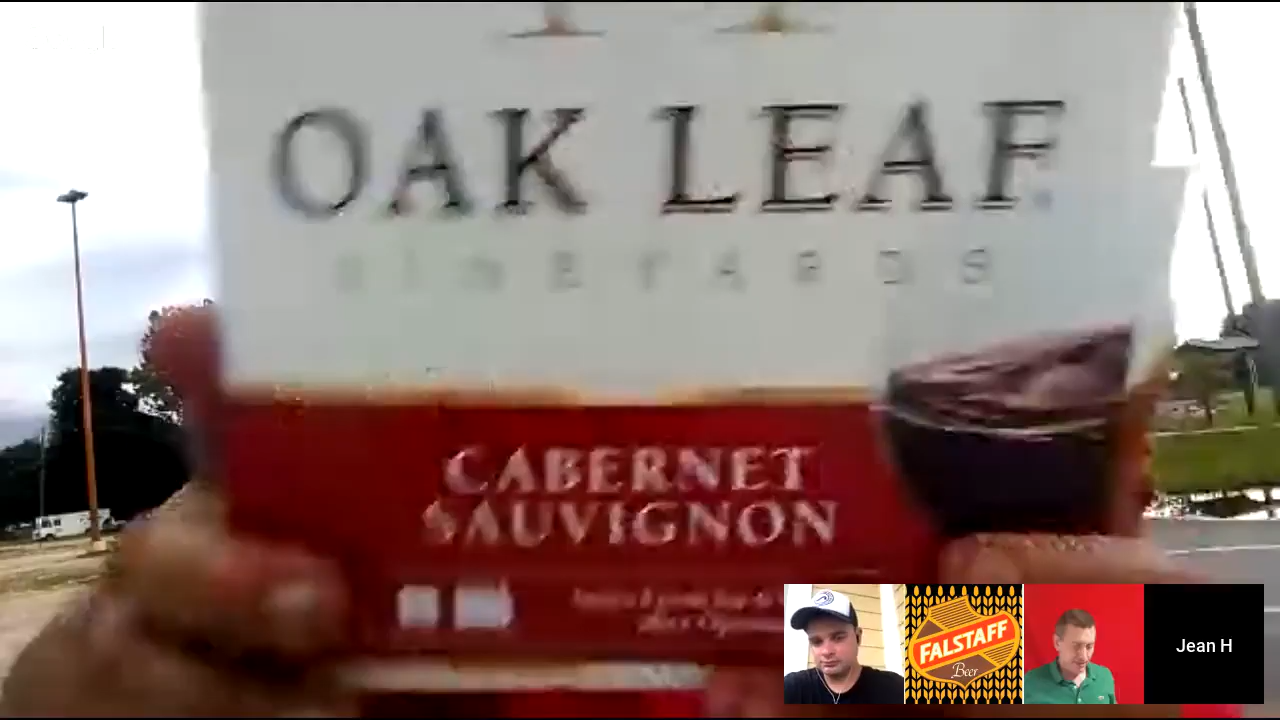 OAK LEAF
VINEYARDS
CABERNET
SAUVIGNON
FALSTAFF
Beer
Jean H